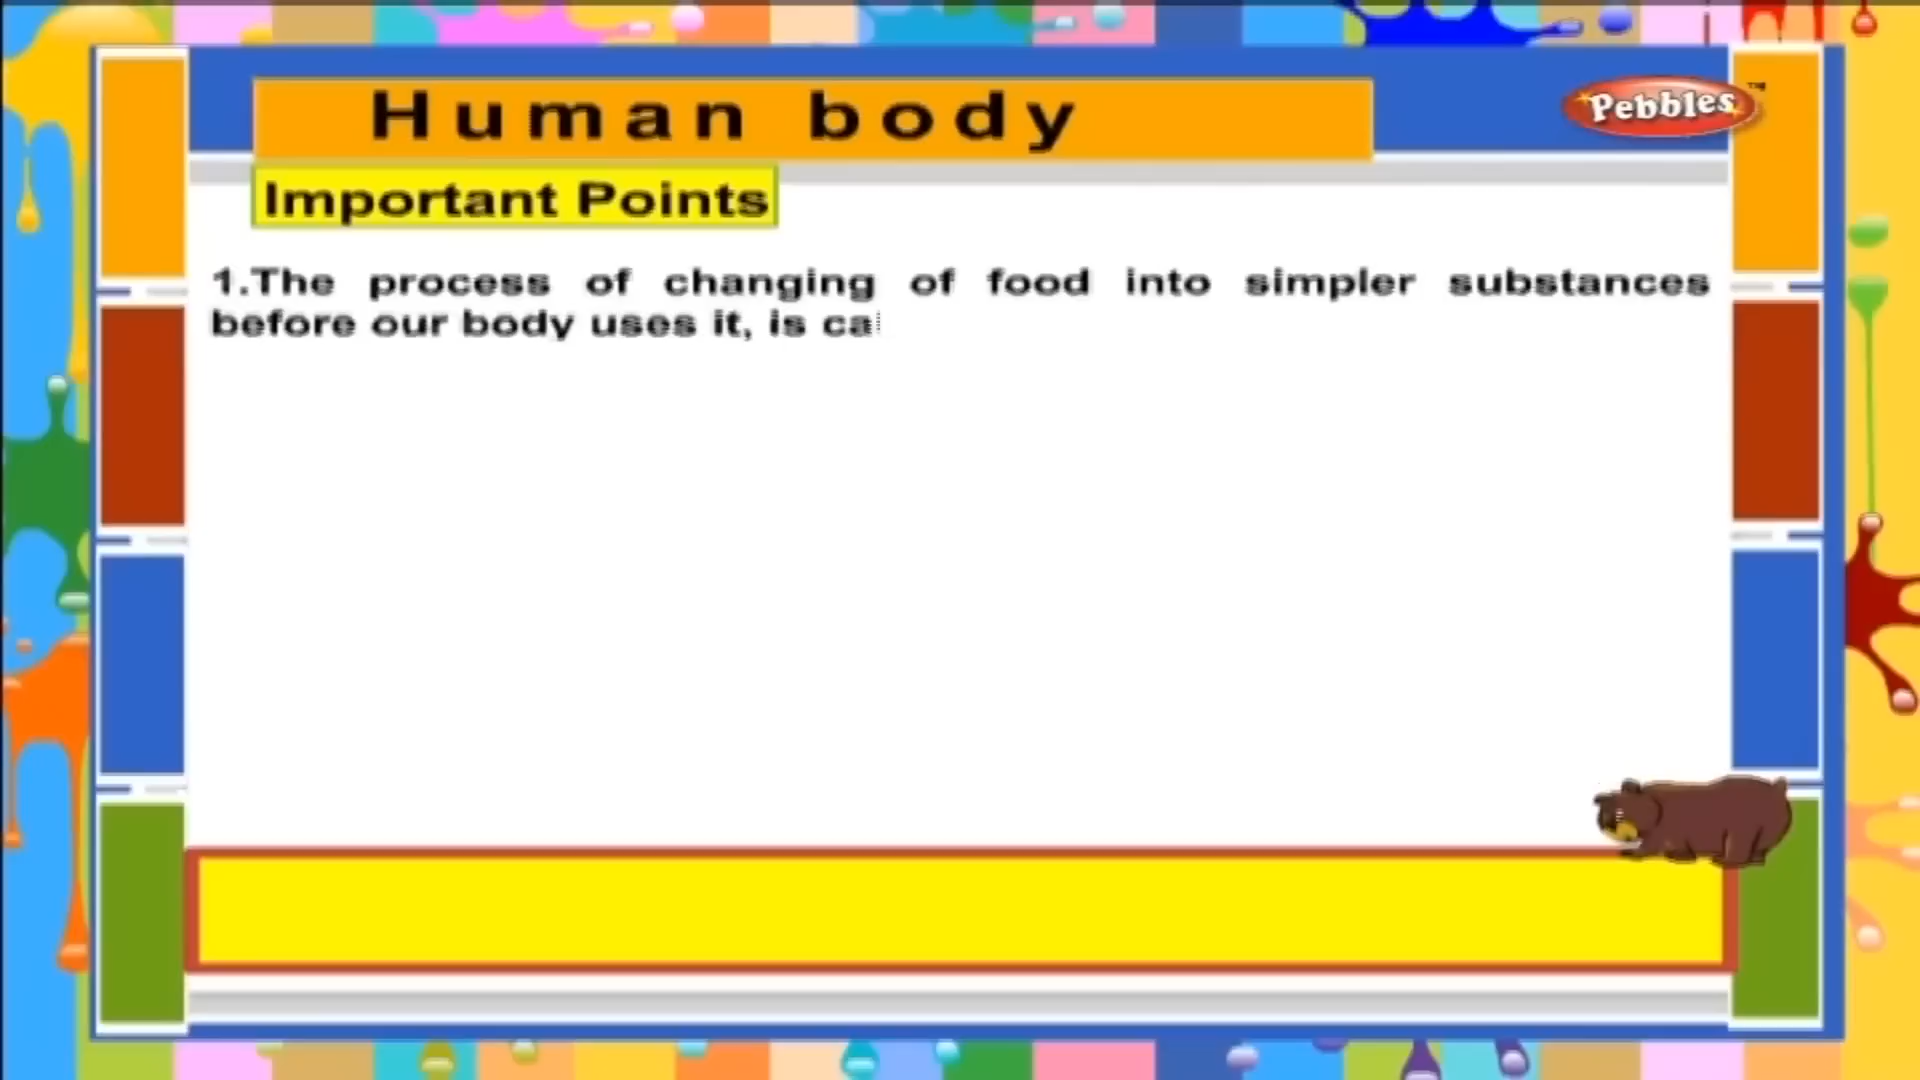 Human body
Pebbles™
Important Points
1.The process of changing of food into simpler substances
before our body uses it, is ca